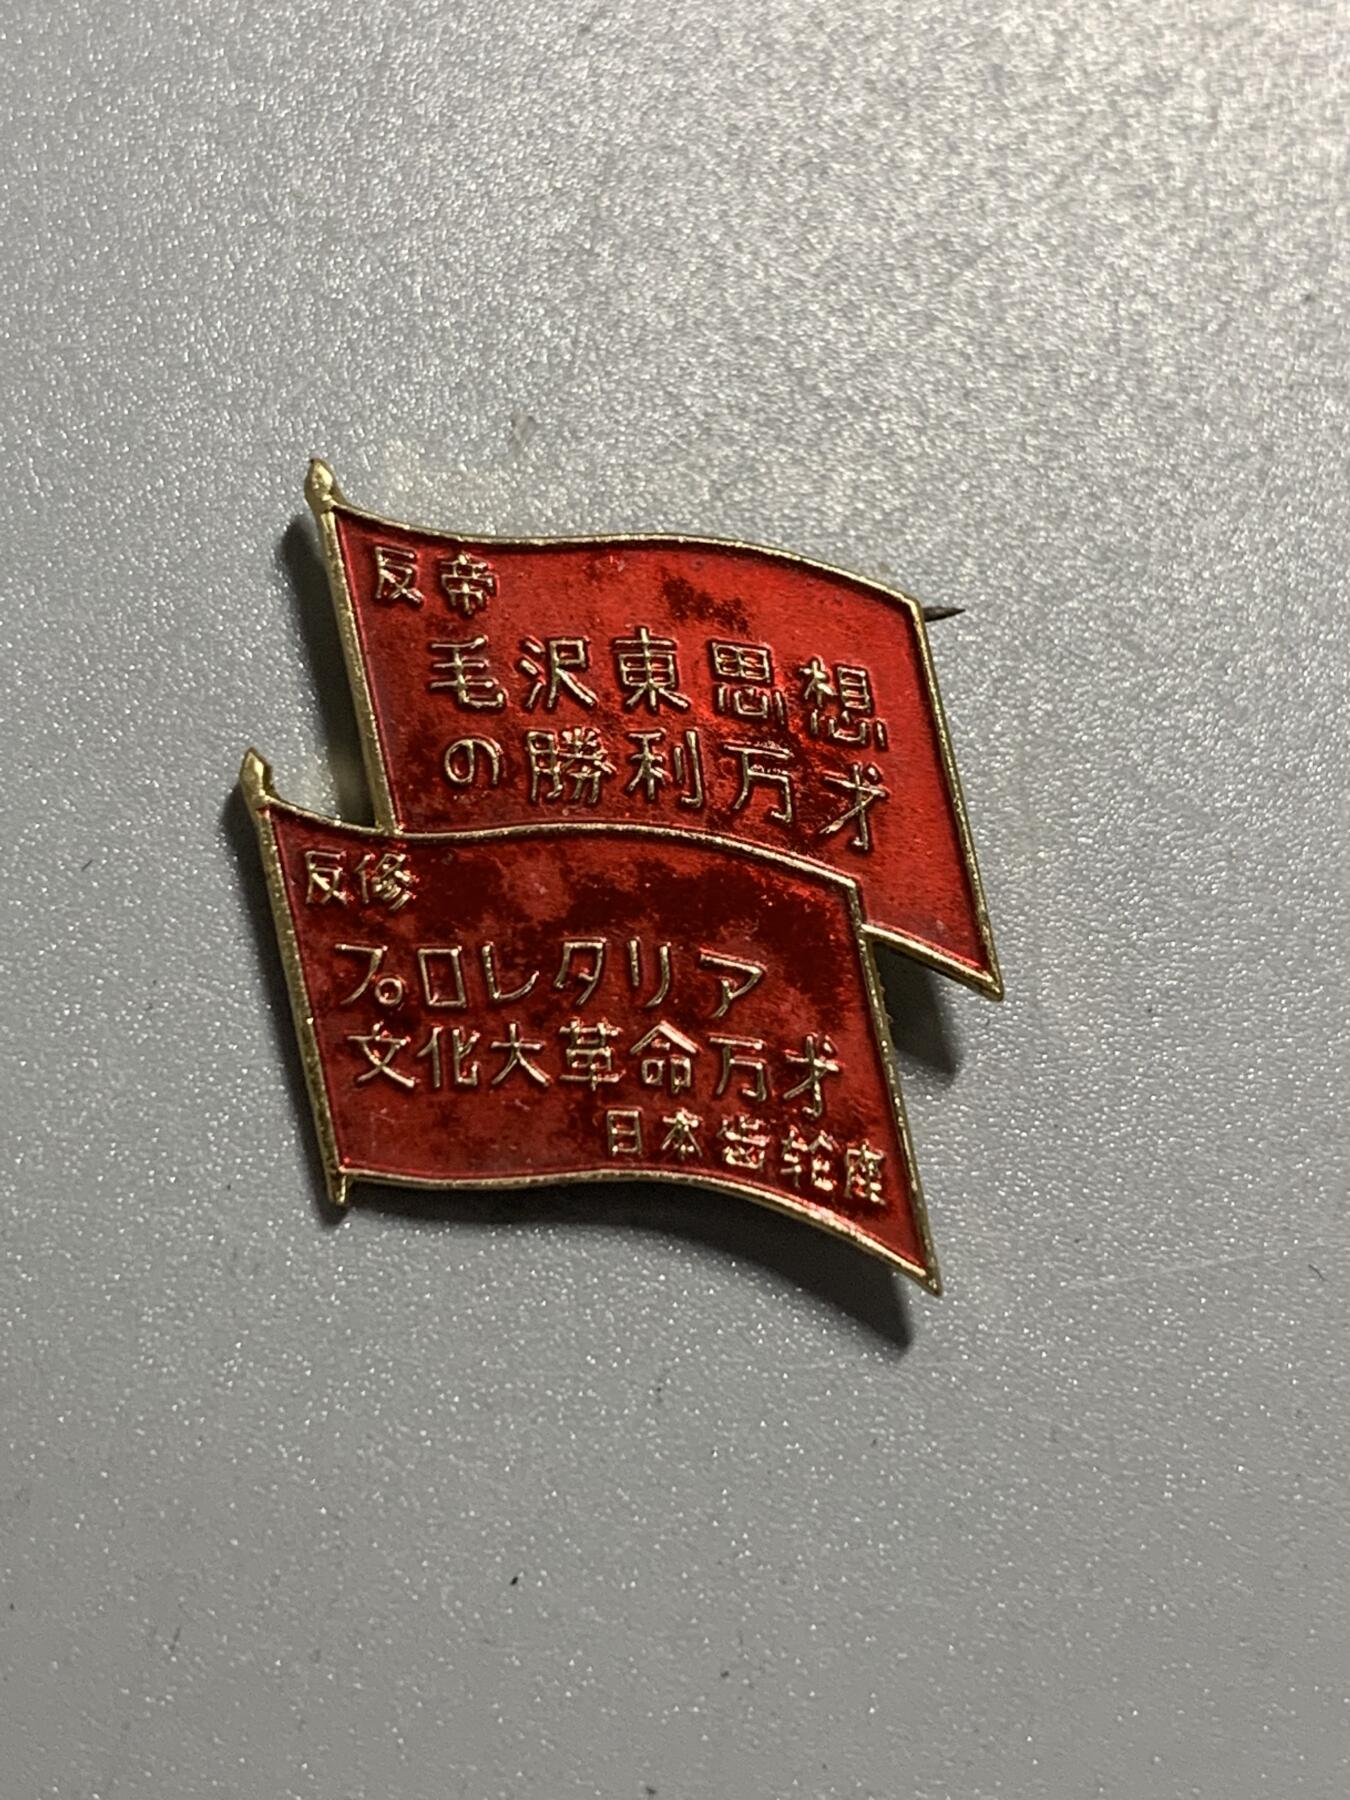 反帝
毛沢東思想
の勝利万才
反修
プロレタリア
文化大革命万才
日本歯輪座